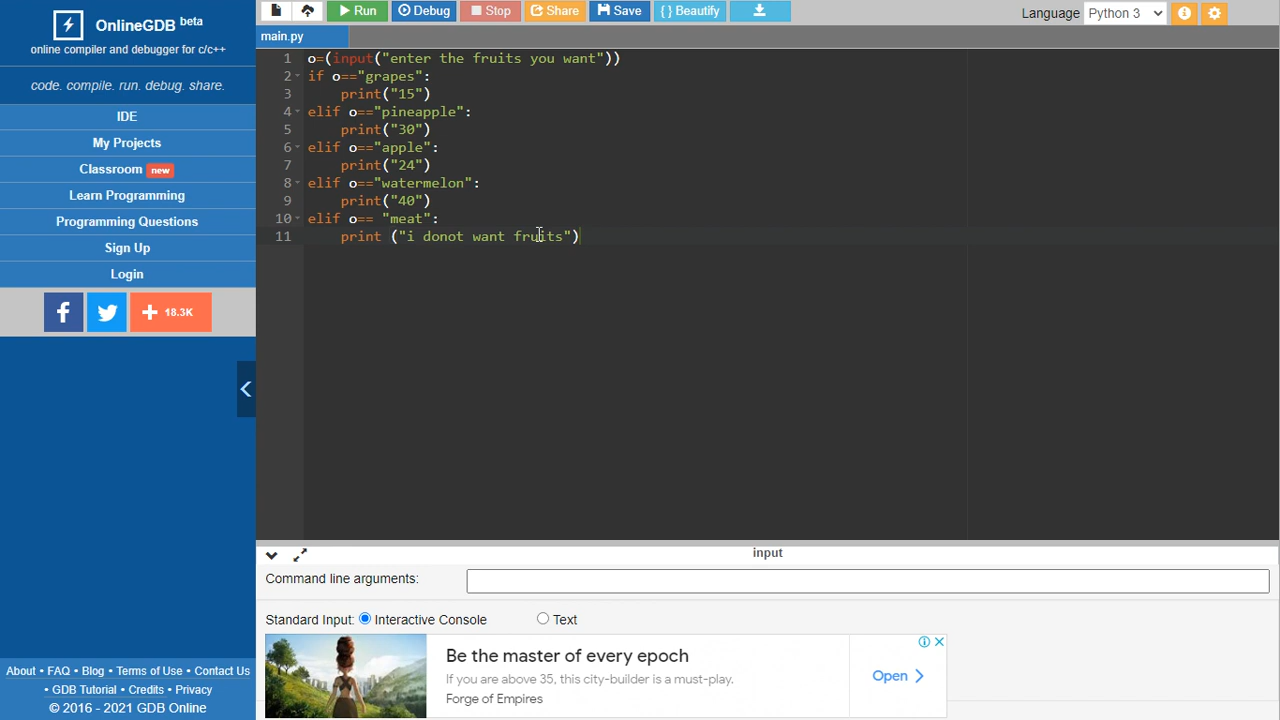 OnlineGDB beta
online compiler and debugger for c/c++
code. compile. run. debug. share.
IDE
My Projects
Classroom new
Learn Programming
Programming Questions
Sign Up
Login
18.3K
About • FAQ • Blog • Terms of Use • Contact Us
• GDB Tutorial • Credits • Privacy
© 2016 - 2021 GDB Online
Run Debug Stop Share Save { } Beautify
Language Python 3
main.py
1 o=(input("enter the fruits you want"))
2 if o=="grapes":
3 print("15")
4 elif o=="pineapple":
5 print("30")
6 elif o=="apple":
7 print("24")
8 elif o=="watermelon":
9 print("40")
10 elif o== "meat":
11 print ("i donot want fruits")
input
Command line arguments:
Standard Input: Interactive Console Text
Be the master of every epoch
If you are above 35, this city-builder is a must-play.
Forge of Empires
Open